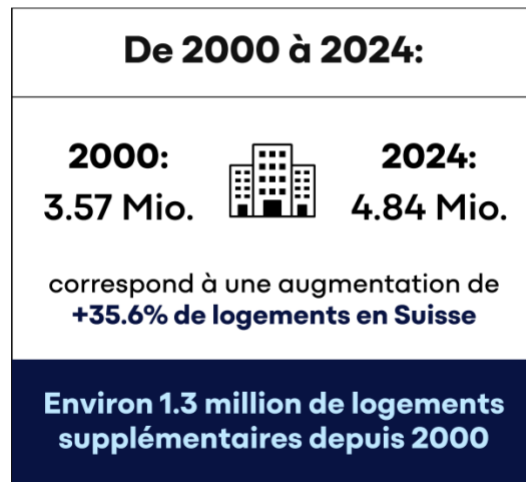 De 2000 à 2024:
2000:
3.57 Mio.
2024:
4.84 Mio.
correspond à une augmentation de
+35.6% de logements en Suisse
Environ 1.3 million de logements
supplémentaires depuis 2000